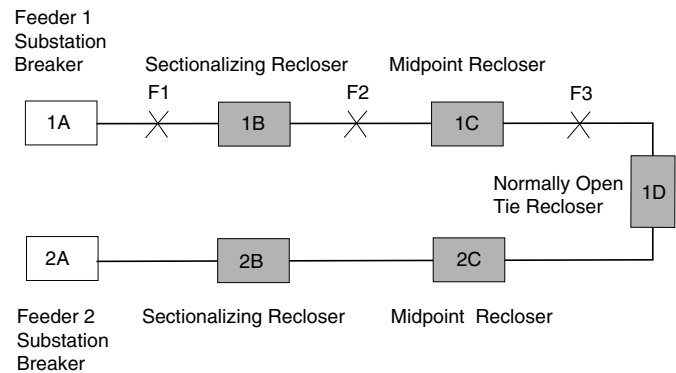 Feeder 1
Substation
Breaker
Sectionalizing Recloser
Midpoint Recloser
F1
F2
F3
1A
1B
1C
Normally Open
Tie Recloser
1D
2A
2B
2C
Feeder 2
Substation
Breaker
Sectionalizing Recloser
Midpoint Recloser